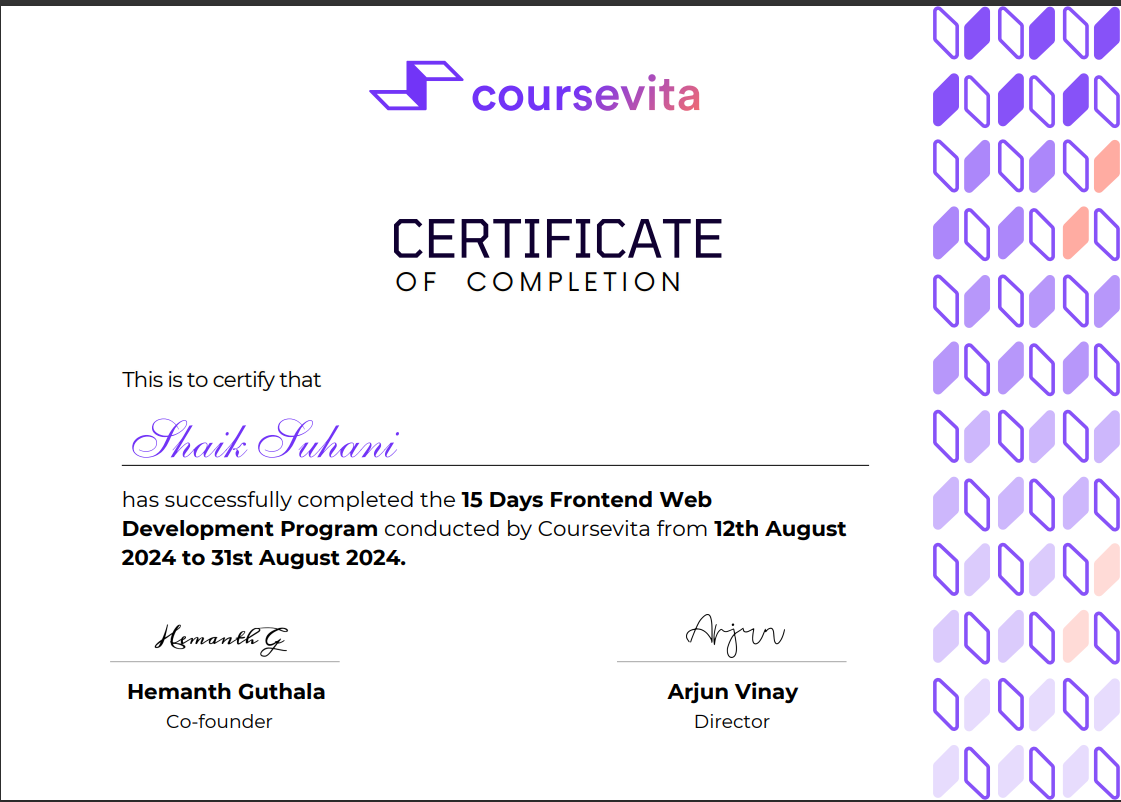 coursevita
CERTIFICATE
OF COMPLETION
This is to certify that
Shaik Suhani
has successfully completed the 15 Days Frontend Web
Development Program conducted by Coursevita from 12th August
2024 to 31st August 2024.
Hemanth G
Arjun
Hemanth Guthala
Arjun Vinay
Co-founder
Director